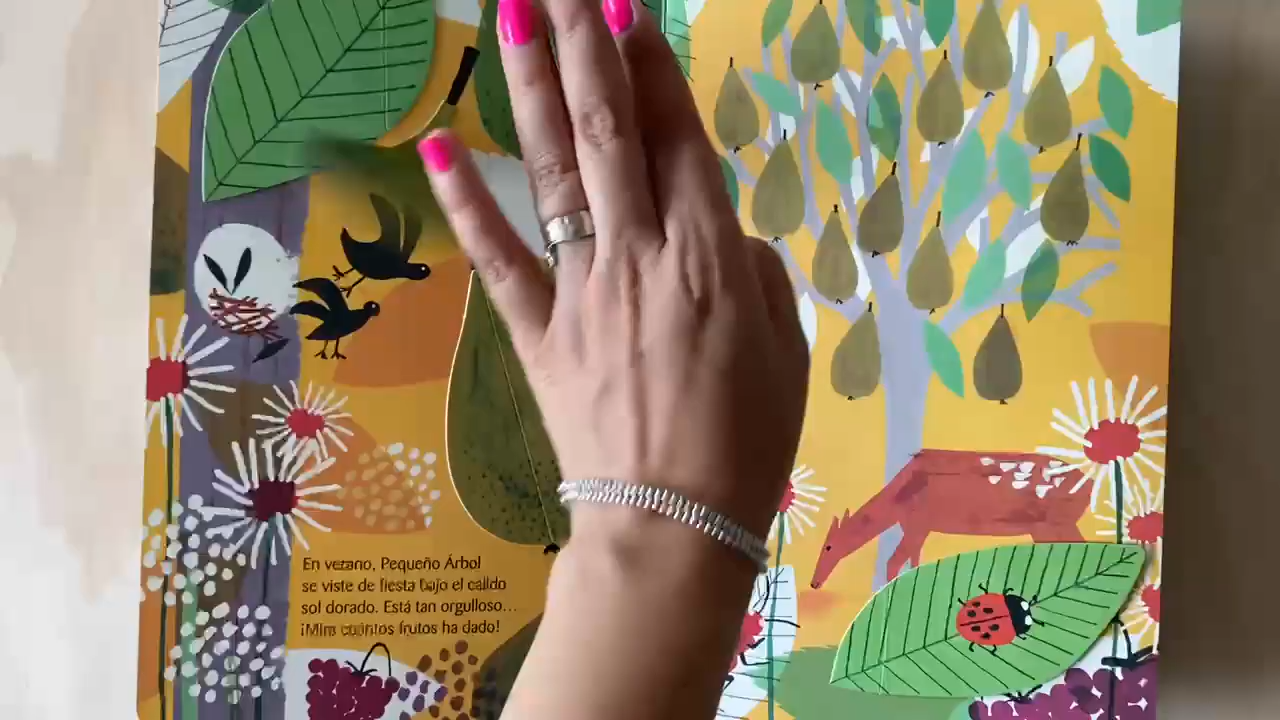 En verano, Pequeño Árbol
se viste de fiesta bajo el cálido
sol dorado. Está tan orgulloso...
¡Mira cuántos frutos ha dado!